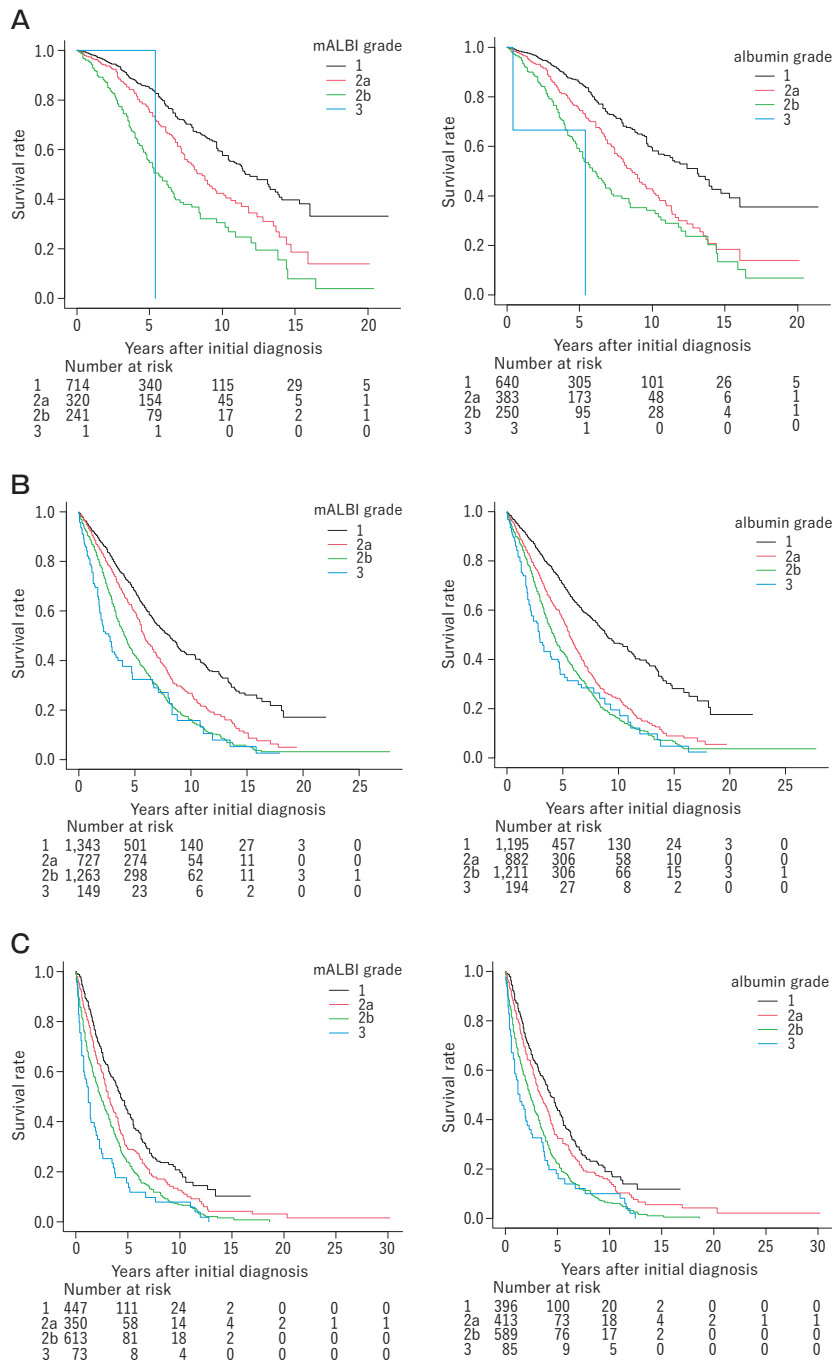 A
mALBI grade
1
2a
2b
3
1.0
0.8
0.6
0.4
0.2
0.0
Survival rate
0 5 10 15 20
Years after initial diagnosis
Number at risk
1 714 340 115 29 5
2a 320 154 45 5 1
2b 241 79 17 2 1
3 1 1 0 0 0
albumin grade
1
2a
2b
3
1.0
0.8
0.6
0.4
0.2
0.0
Survival rate
0 5 10 15 20
Years after initial diagnosis
Number at risk
1 640 305 101 26 5
2a 383 173 48 6 1
2b 250 95 28 4 1
3 3 1 0 0 0
B
mALBI grade
1
2a
2b
3
1.0
0.8
0.6
0.4
0.2
0.0
Survival rate
0 5 10 15 20 25
Years after initial diagnosis
Number at risk
1 1,343 501 140 27 3 0
2a 727 274 54 11 0 0
2b 1,263 298 62 11 3 1
3 149 23 6 2 0 0
albumin grade
1
2a
2b
3
1.0
0.8
0.6
0.4
0.2
0.0
Survival rate
0 5 10 15 20 25
Years after initial diagnosis
Number at risk
1 1,195 457 130 24 3 0
2a 882 306 58 10 0 0
2b 1,211 306 66 15 3 1
3 194 27 8 2 0 0
C
mALBI grade
1
2a
2b
3
1.0
0.8
0.6
0.4
0.2
0.0
Survival rate
0 5 10 15 20 25 30
Years after initial diagnosis
Number at risk
1 447 111 24 2 0 0 0
2a 350 58 14 4 2 1 1
2b 613 81 18 2 0 0 0
3 73 8 4 0 0 0 0
albumin grade
1
2a
2b
3
1.0
0.8
0.6
0.4
0.2
0.0
Survival rate
0 5 10 15 20 25 30
Years after initial diagnosis
Number at risk
1 396 100 20 2 0 0 0
2a 413 73 18 4 2 1 1
2b 589 76 17 2 0 0 0
3 85 9 5 0 0 0 0